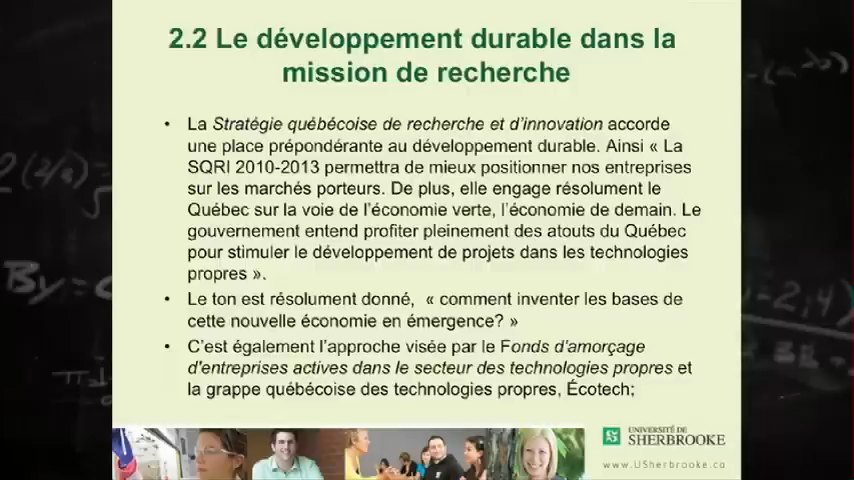 2.2 Le développement durable dans la
mission de recherche
• La Stratégie québécoise de recherche et d'innovation accorde
une place prépondérante au développement durable. Ainsi « La
SQRI 2010-2013 permettra de mieux positionner nos entreprises
sur les marchés porteurs. De plus, elle engage résolument le
Québec sur la voie de l'économie verte, l'économie de demain. Le
gouvernement entend profiter pleinement des atouts du Québec
pour stimuler le développement de projets dans les technologies
propres ».
• Le ton est résolument donné, « comment inventer les bases de
cette nouvelle économie en émergence? »
• C'est également l'approche visée par le Fonds d'amorçage
d'entreprises actives dans le secteur des technologies propres et
la grappe québécoise des technologies propres, Écotech;
UNIVERSITÉ DE
SHERBROOKE
www.USherbrooke.ca